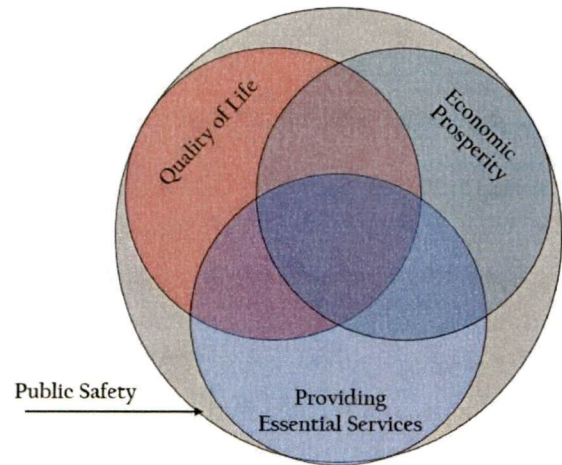 Quality of Life
Economic
Prosperity
Public Safety
Providing
Essential Services